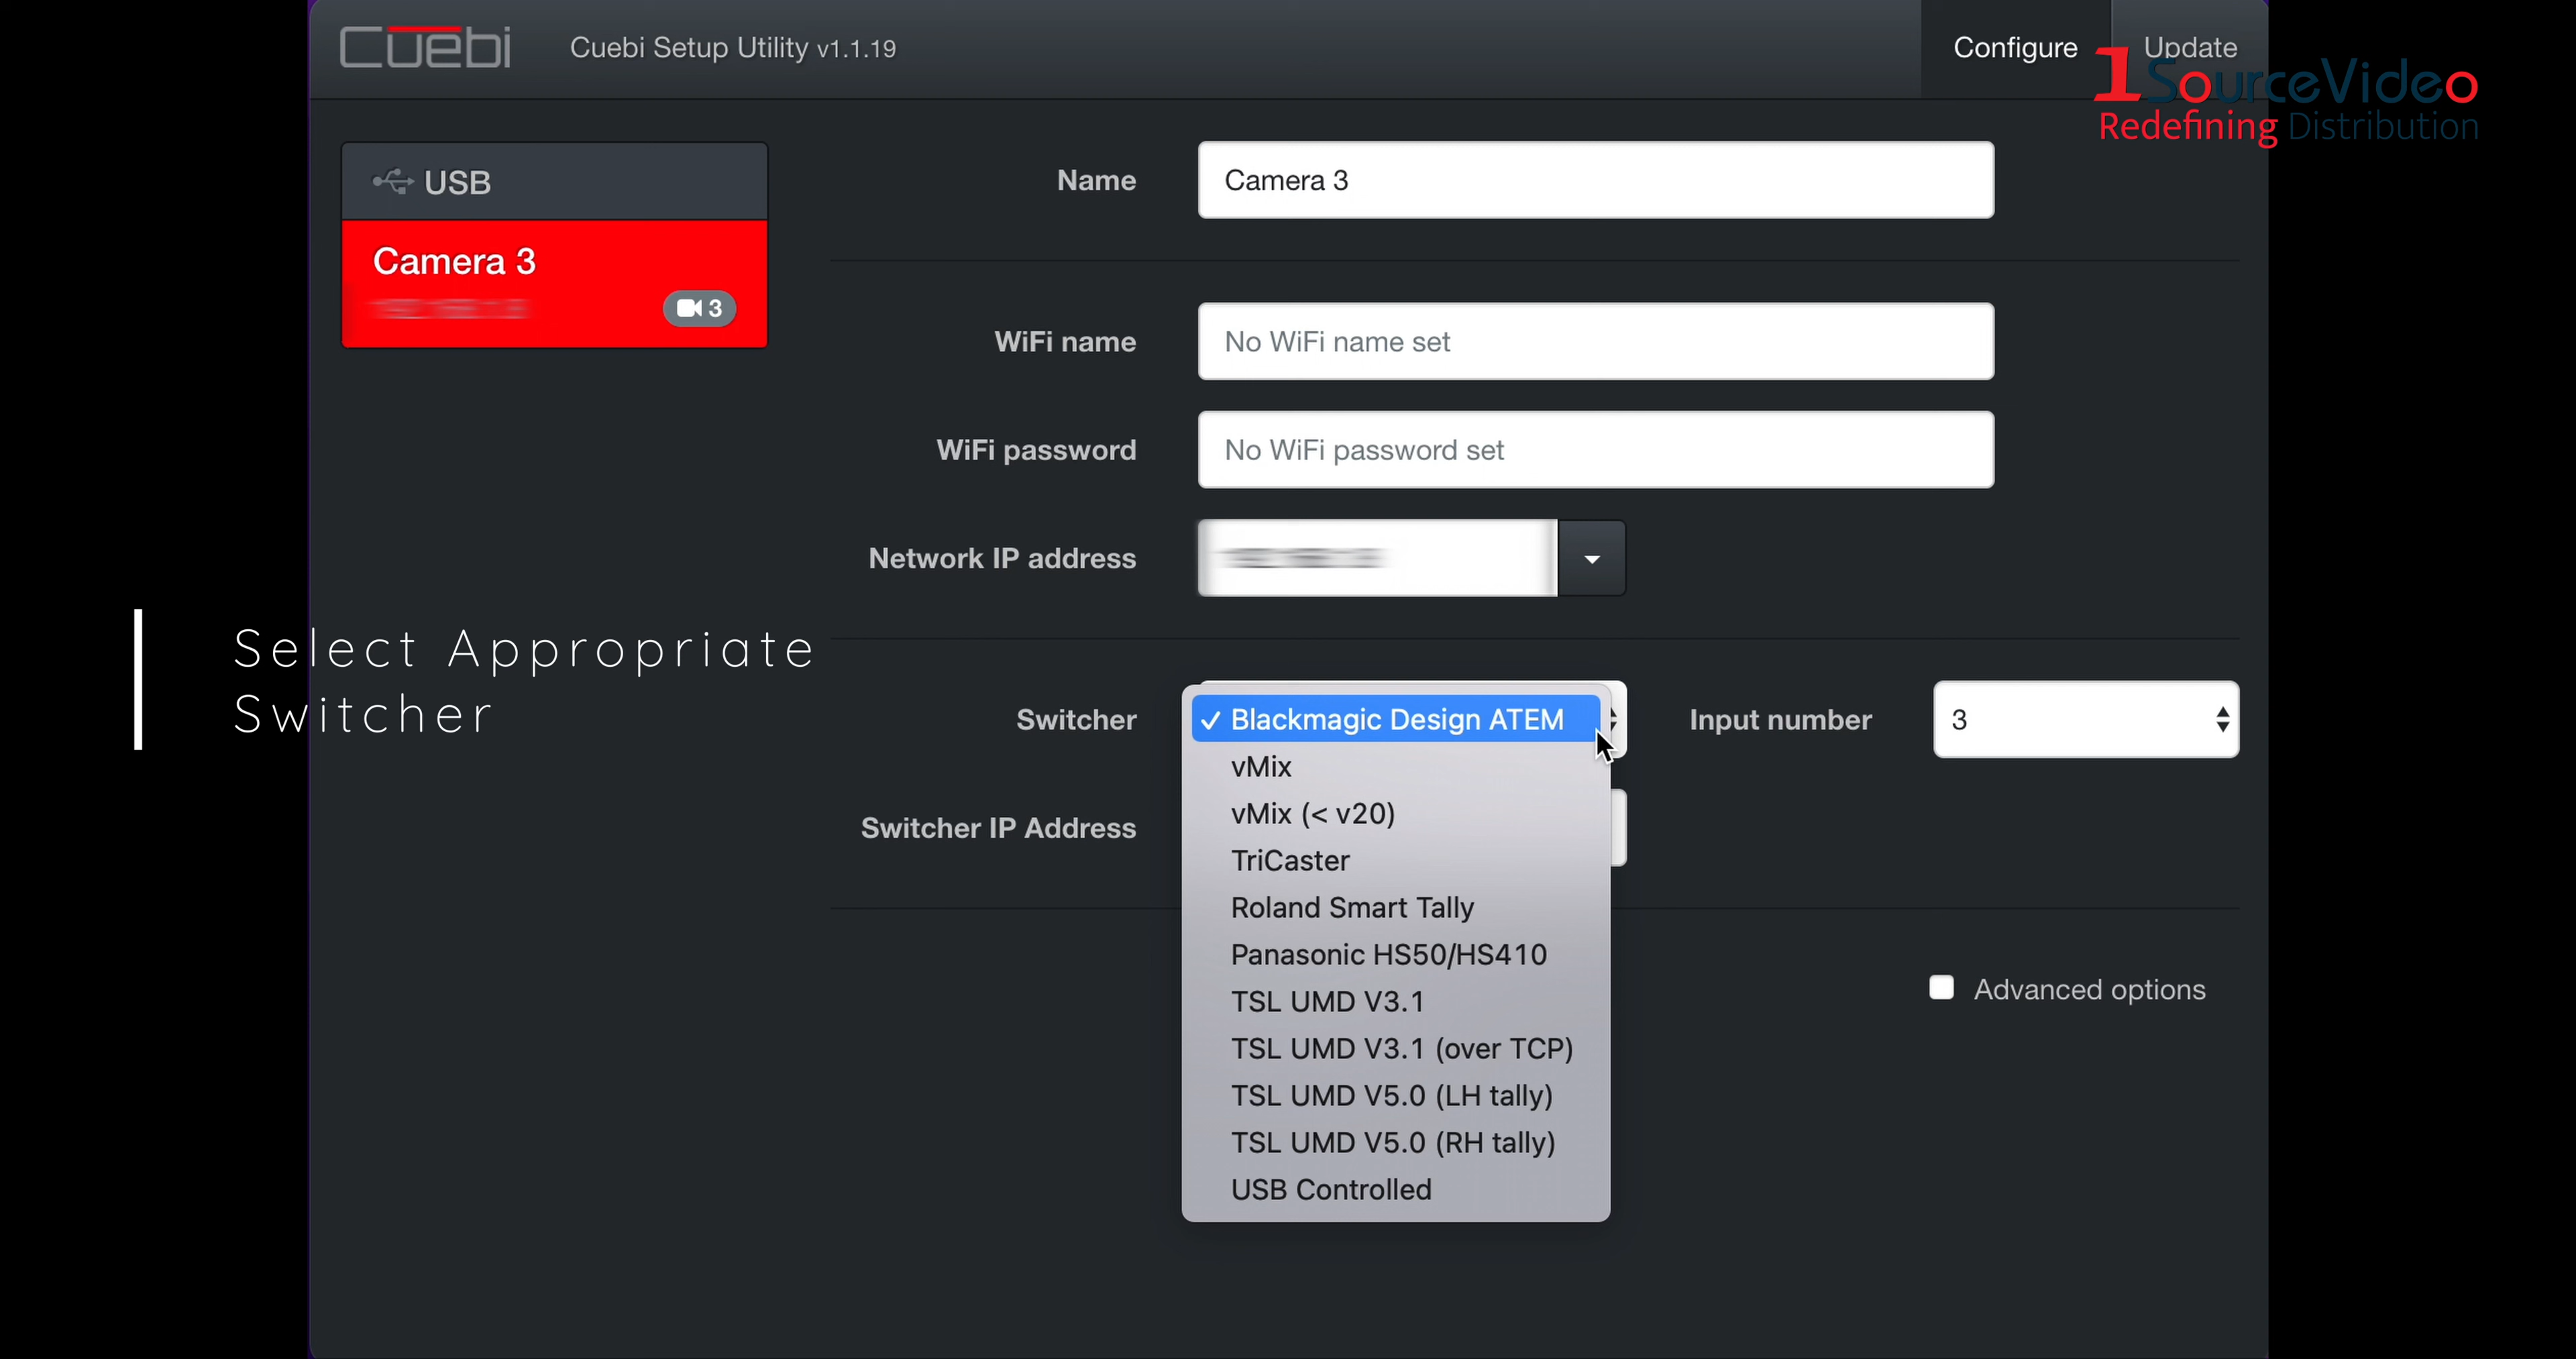 Cuebi
Cuebi Setup Utility v1.1.19
Configure
Update
1SourceVideo
Redefining Distribution
USB
Camera 3
3
Name
Camera 3
WiFi name
No WiFi name set
WiFi password
No WiFi password set
Network IP address
Select Appropriate
Switcher
Switcher
✓ Blackmagic Design ATEM
vMix
vMix (< v20)
TriCaster
Roland Smart Tally
Panasonic HS50/HS410
TSL UMD V3.1
TSL UMD V3.1 (over TCP)
TSL UMD V5.0 (LH tally)
TSL UMD V5.0 (RH tally)
USB Controlled
Input number
3
Switcher IP Address
Advanced options